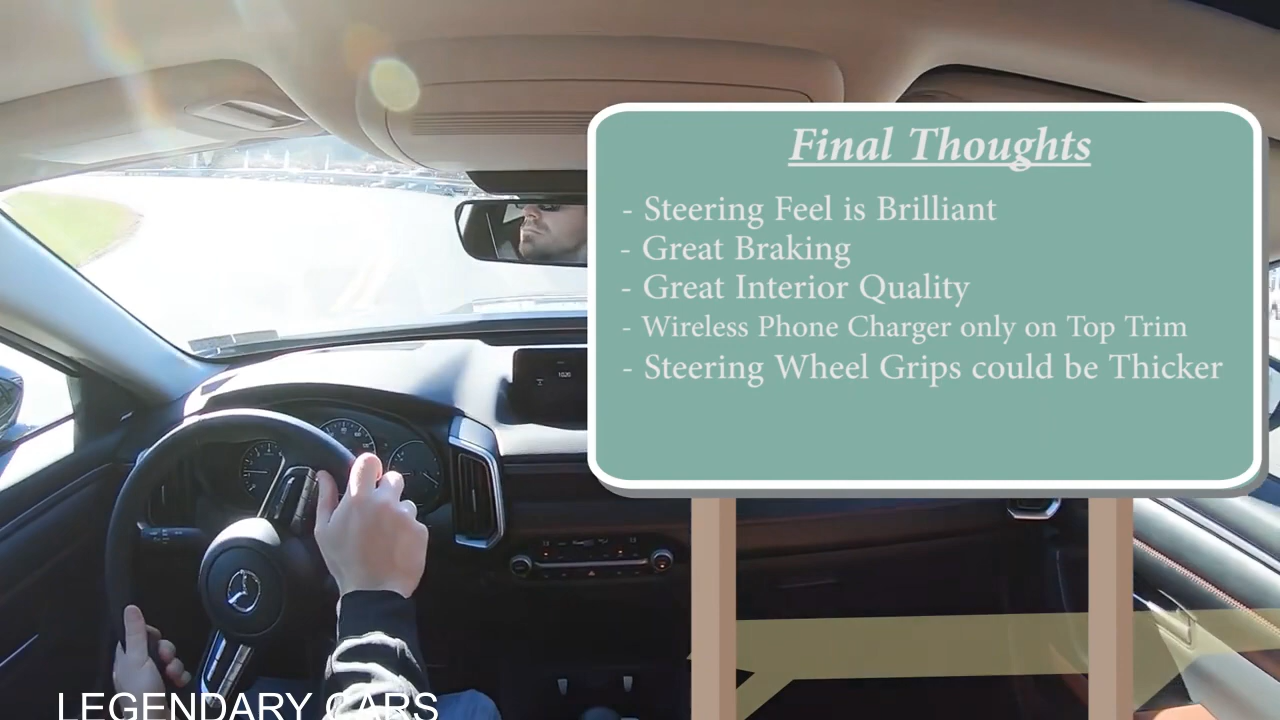 Final Thoughts
- Steering Feel is Brilliant
- Great Braking
- Great Interior Quality
- Wireless Phone Charger only on Top Trim
- Steering Wheel Grips could be Thicker
LEGENDARY CARS